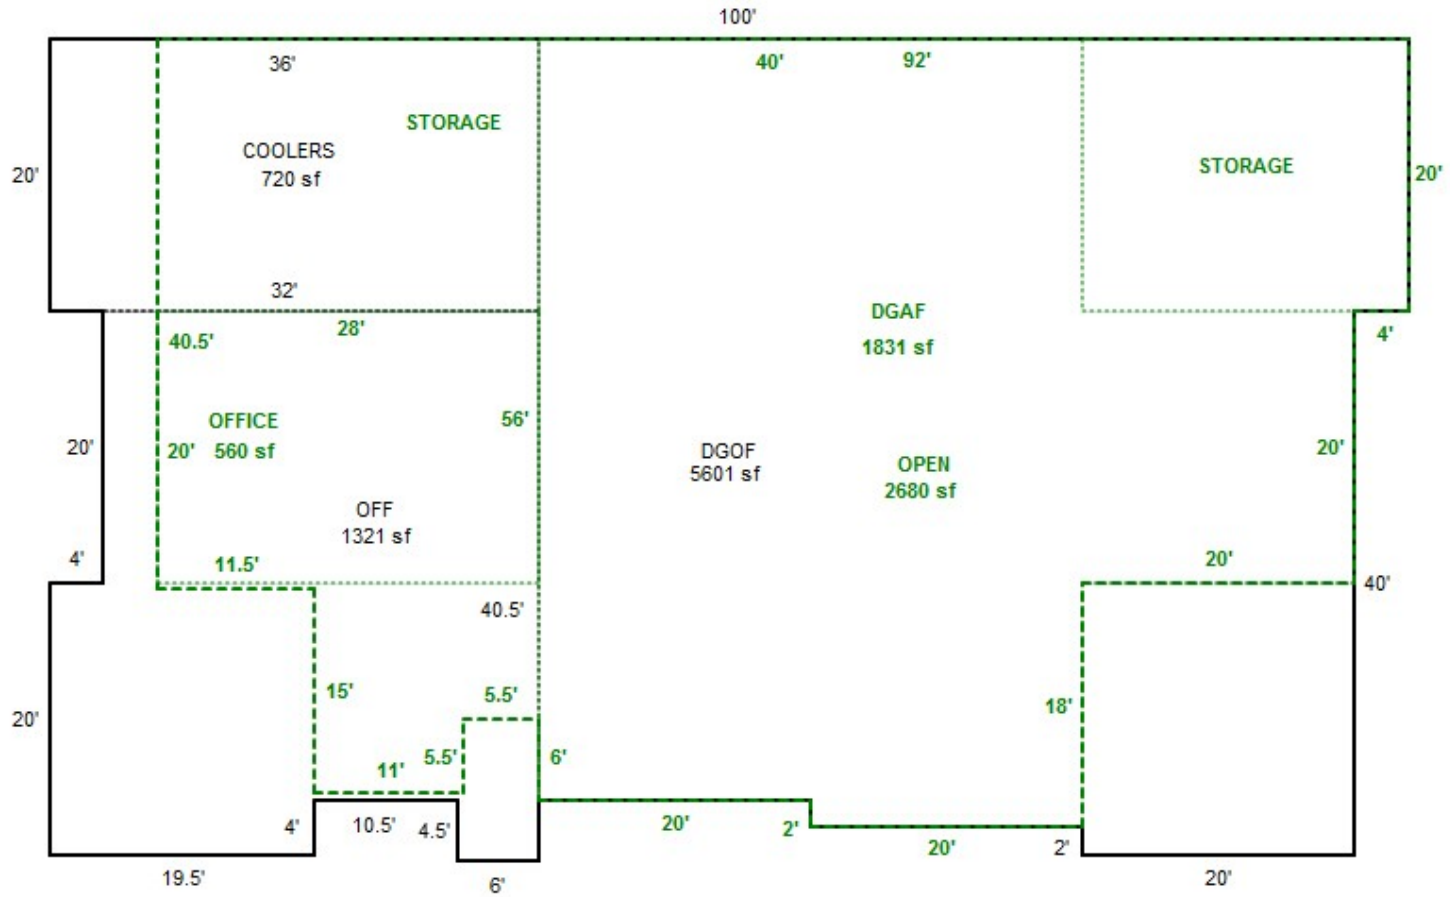 100'
36'
40'
92'
STORAGE
COOLERS
720 sf
STORAGE
20'
20'
32'
28'
40.5'
DGAF
1831 sf
4'
OFFICE
20' 560 sf
56'
20'
DGOF
5601 sf
OPEN
2680 sf
20'
OFF
1321 sf
4'
11.5'
20'
40.5'
40'
15'
5.5'
18'
20'
5.5'
6'
11'
4'
10.5'
4.5'
20'
2'
20'
2'
19.5'
6'
20'